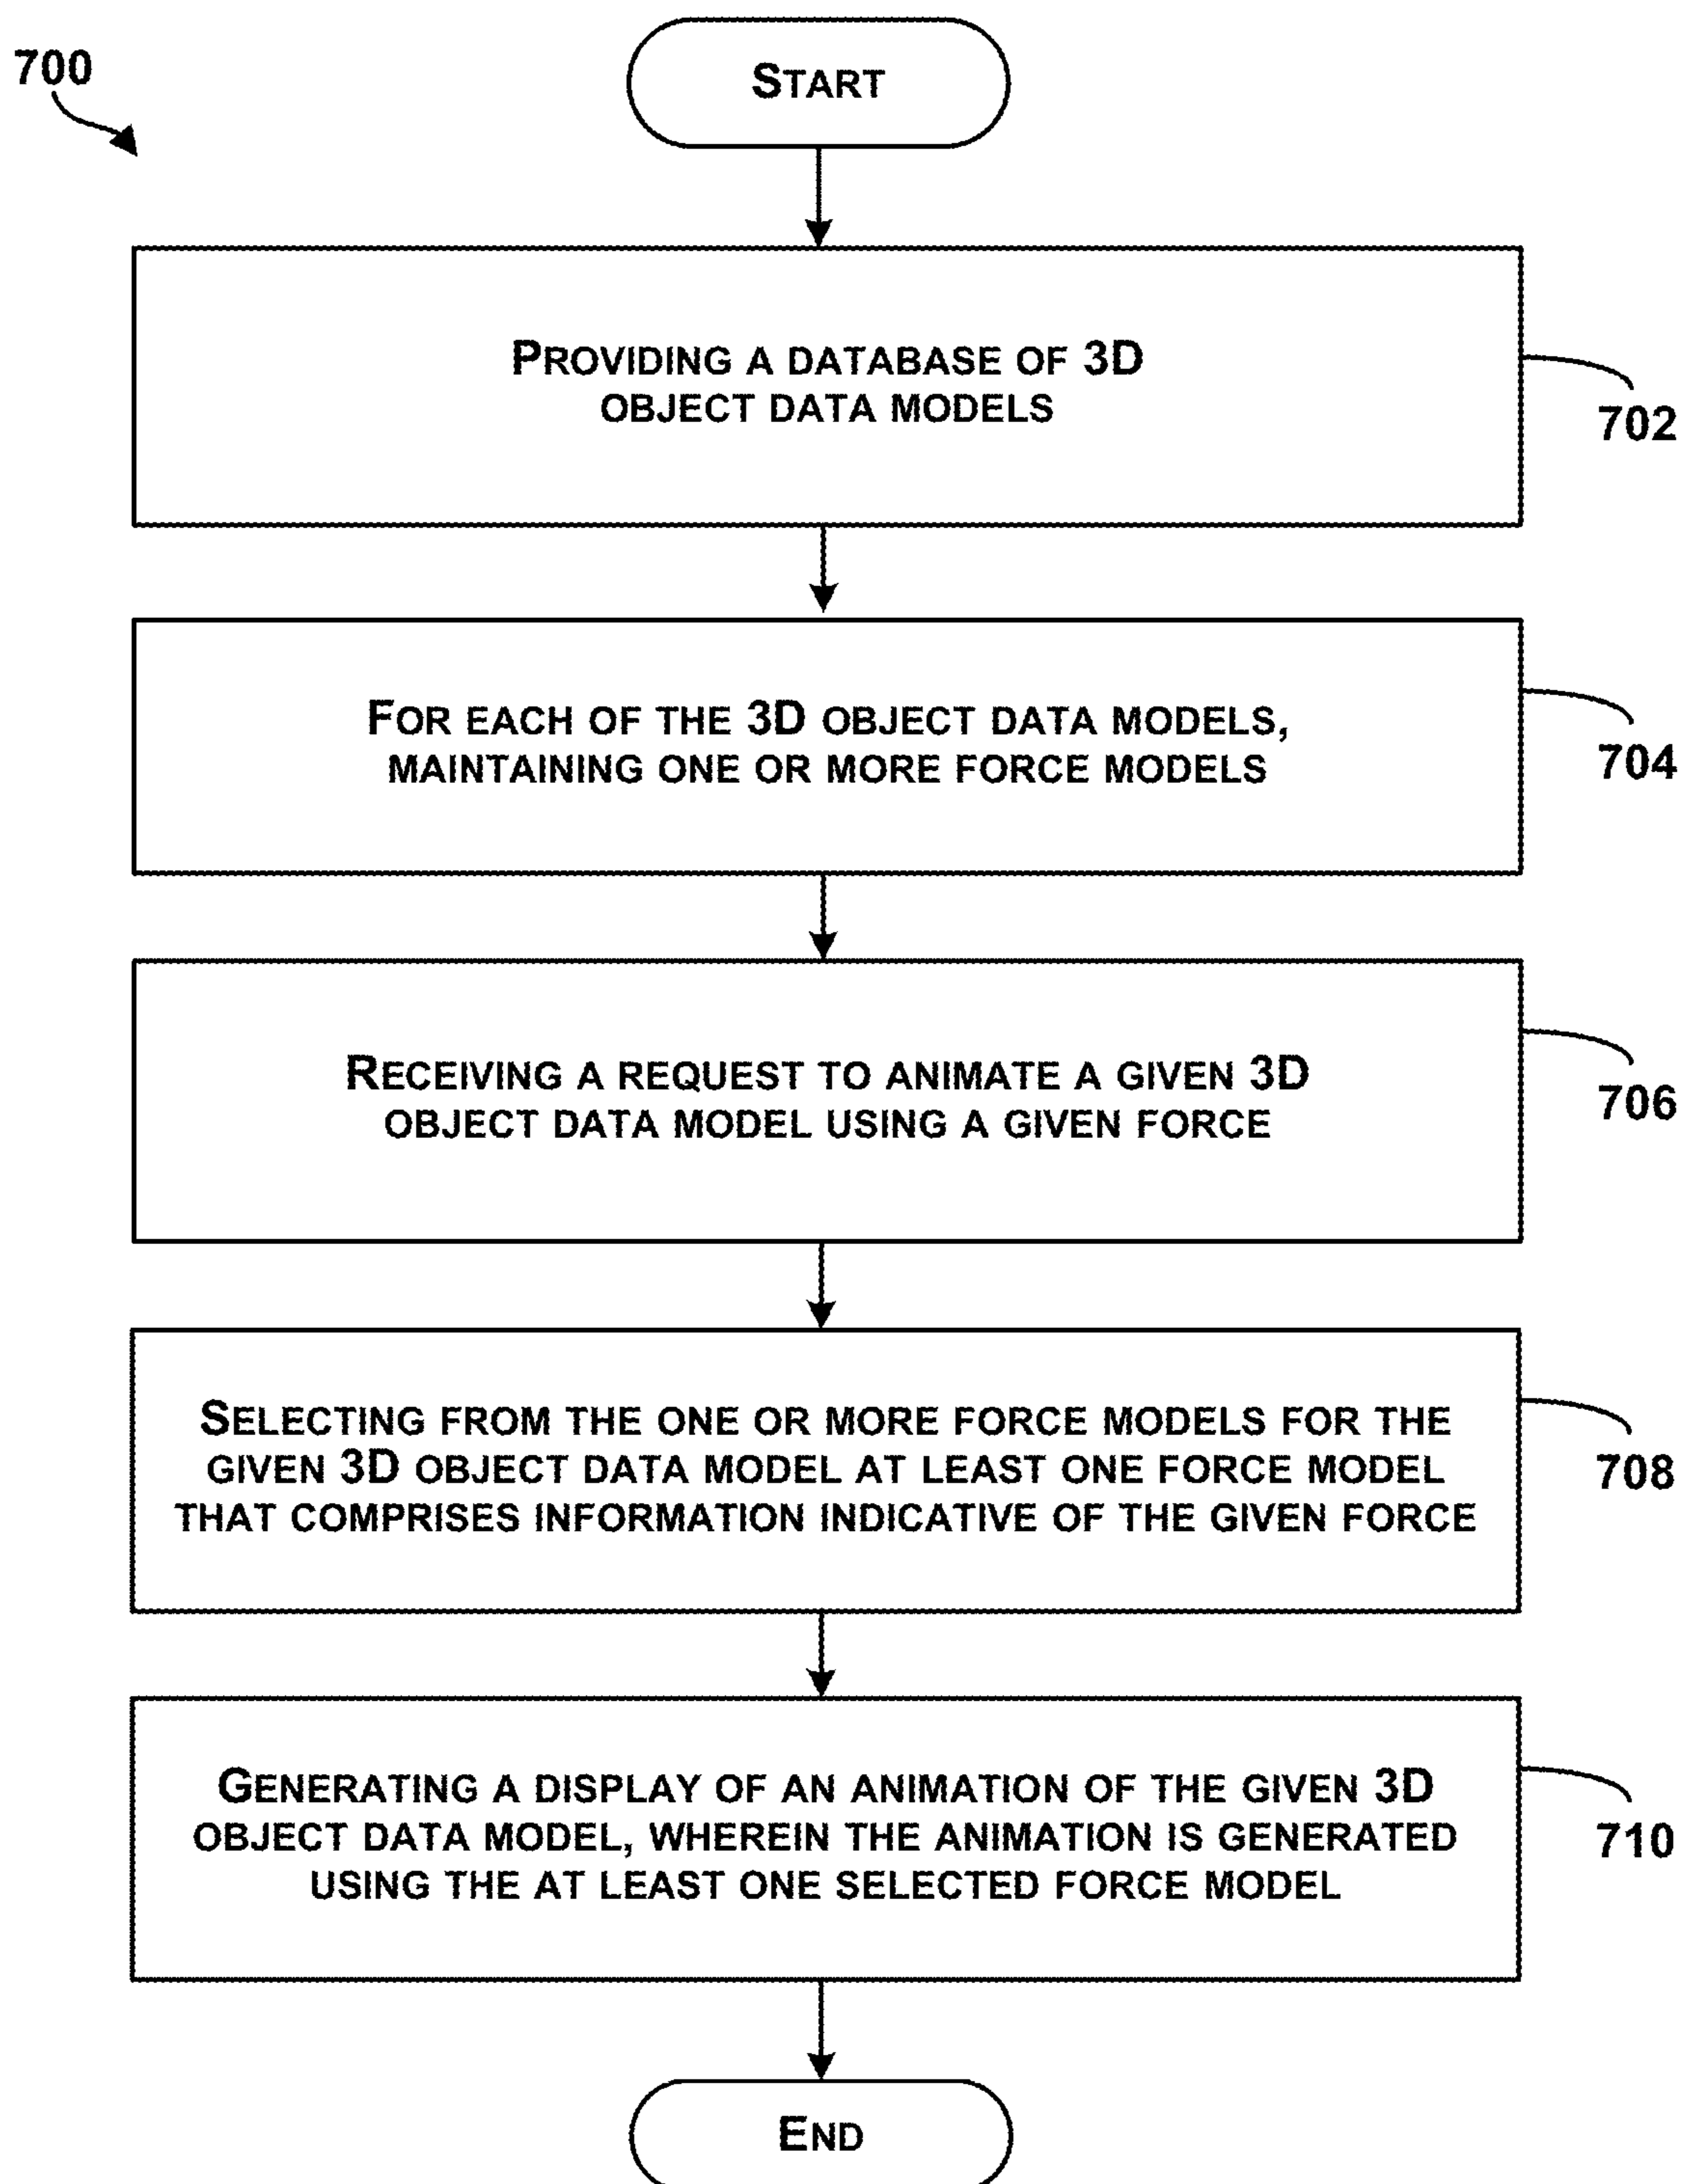 700
START
PROVIDING A DATABASE OF 3D
OBJECT DATA MODELS
702
FOR EACH OF THE 3D OBJECT DATA MODELS,
MAINTAINING ONE OR MORE FORCE MODELS
704
RECEIVING A REQUEST TO ANIMATE A GIVEN 3D
OBJECT DATA MODEL USING A GIVEN FORCE
706
SELECTING FROM THE ONE OR MORE FORCE MODELS FOR THE
GIVEN 3D OBJECT DATA MODEL AT LEAST ONE FORCE MODEL
THAT COMPRISES INFORMATION INDICATIVE OF THE GIVEN FORCE
708
GENERATING A DISPLAY OF AN ANIMATION OF THE GIVEN 3D
OBJECT DATA MODEL, WHEREIN THE ANIMATION IS GENERATED
USING THE AT LEAST ONE SELECTED FORCE MODEL
710
END